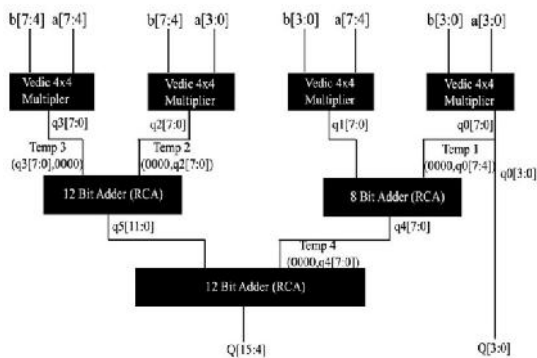 b[7:4] a[7:4] b[7:4] a[3:0] b[3:0] a[7:4] b[3:0] a[3:0]
Vedic 4x4 Multipler
Vedic 4x4 Multiplier
Vedic 4x4 Multiplier
Vedic 4x4 Multiplier
q3[7:0] q2[7:0] q1[7:0] q0[7:0]
Temp 3
(q3[7:0],0000)
Temp 2
(0000,q2[7:0])
Temp 1
(0000,q0[7:4])
q0[3:0]
12 Bit Adder (RCA)
8 Bit Adder (RCA)
q5[11:0]
q4[7:0]
Temp 4
(0000,q4[7:0])
12 Bit Adder (RCA)
Q[15:4]
Q[3:0]